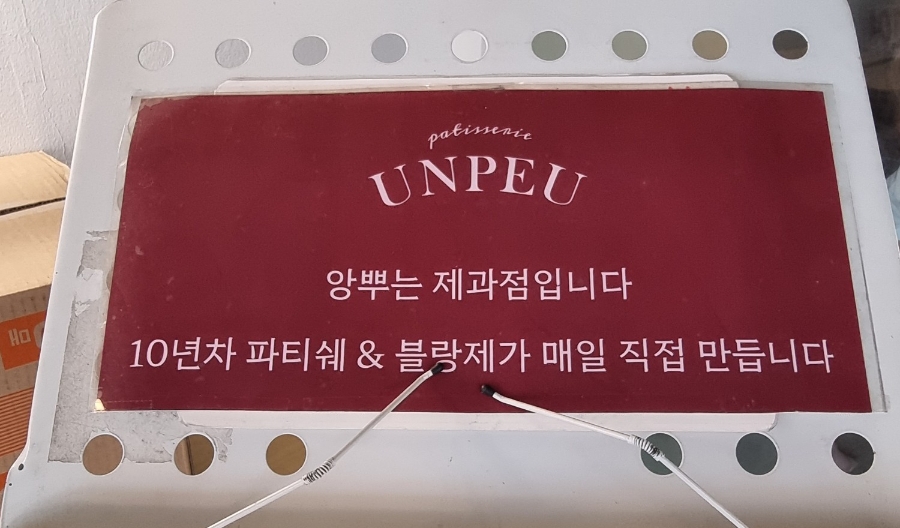 patisserie
UNPEU
앙뿌는 제과점입니다
10년차 파티쉐 & 블랑제가 매일 직접 만듭니다